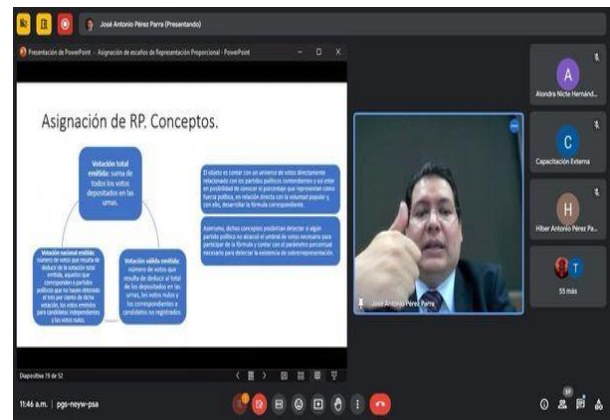 José Antonio Pérez Parra (Presentando)
Presentación de PowerPoint - Asignación de escaños de Representación Proporcional - PowerPoint
Asignación de RP. Conceptos.
Votación total
emitida: suma de
todos los votos
depositados en las
urnas.
Votación nacional emitida:
número de votos que resulta de
deducir de la votación total
emitida, aquellos que
corresponden a partidos
políticos que no hayan obtenido
el tres por ciento de dicha
votación, los votos emitidos
para candidatos independientes
y los votos nulos.
Votación válida emitida:
número de votos que
resulta de deducir al total
de los depositados en las
urnas, los votos nulos y
los correspondientes a
candidatos no registrados.
El objeto es contar con un universo de votos directamente
relacionado con los partidos políticos contendientes y así estar
en posibilidad de conocer el porcentaje que representan como
fuerza política, en relación directa con la voluntad popular y,
con ello, desarrollar la fórmula correspondiente.
Asimismo, dichos conceptos posibilitan detectar si algún
partido político no alcanzó el umbral de votos necesario para
participar de la fórmula y contar con el parámetro porcentual
necesario para detectar la existencia de sobrerrepresentación.
Diapositiva 19 de 52
José Antonio Pérez Parra
A
Alondra Nicte Hernánd...
C
Capacitación Externa
H
Hiber Antonio Pérez Pa...
T
55 más
11:46 a.m. | pgs-noyw-psa
59